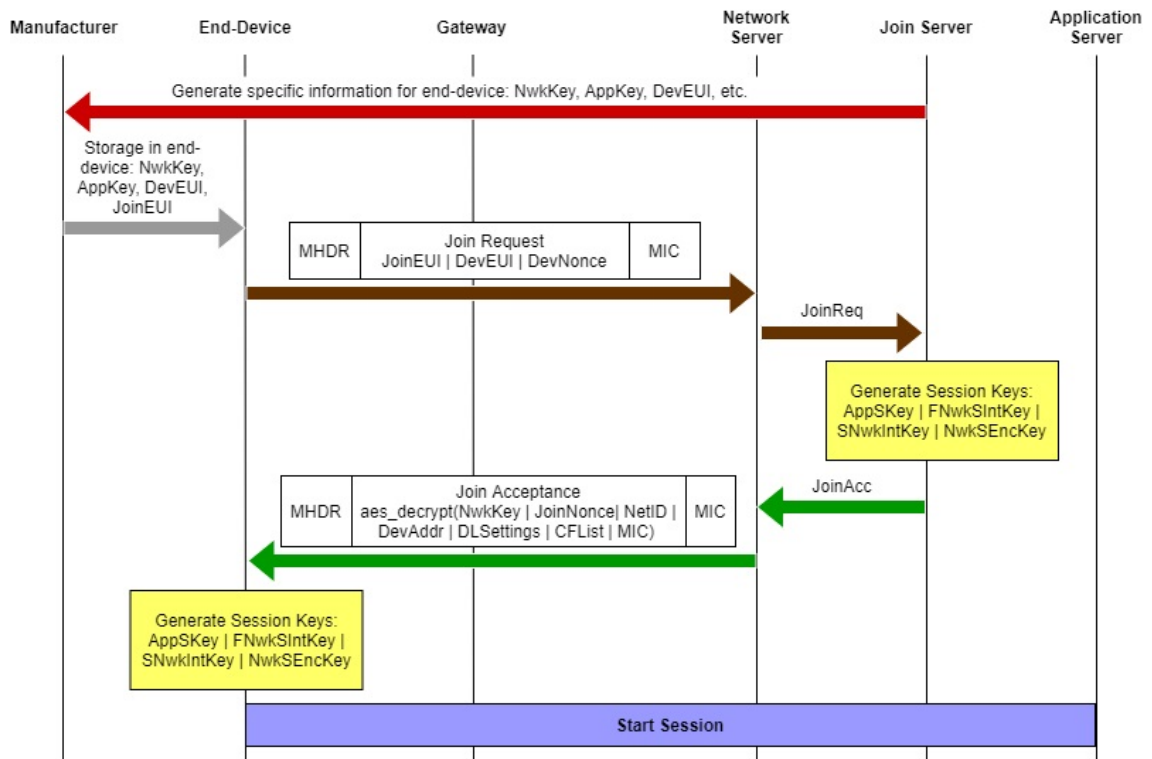 Manufacturer
End-Device
Gateway
Network
Server
Join Server
Application
Server
Generate specific information for end-device: NwkKey, AppKey, DevEUI, etc.
Storage in end-
device: NwkKey,
AppKey, DevEUI,
JoinEUI
MHDR
Join Request
JoinEUI | DevEUI | DevNonce
MIC
JoinReq
Generate Session Keys:
AppSKey | FNwkSIntKey |
SNwkIntKey | NwkSEncKey
JoinAcc
MHDR
Join Acceptance
aes_decrypt(NwkKey | JoinNonce| NetID |
DevAddr | DLSettings | CFList | MIC)
MIC
Generate Session Keys:
AppSKey | FNwkSIntKey |
SNwkIntKey | NwkSEncKey
Start Session